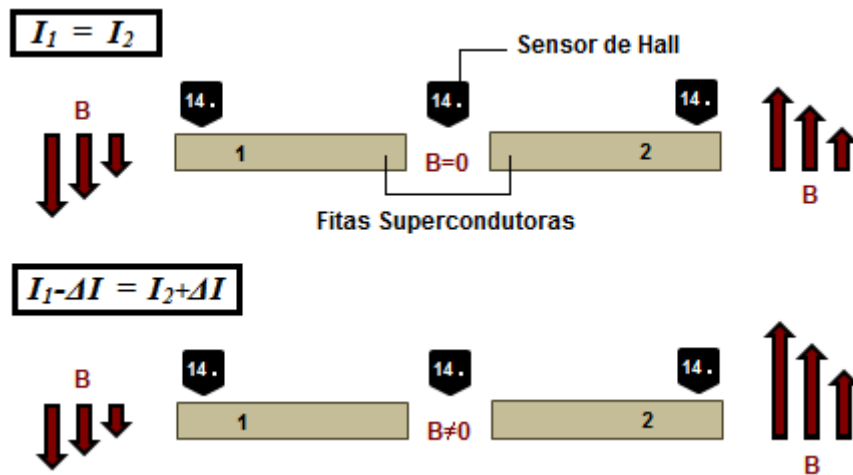 I₁ = I₂
Sensor de Hall
B
14. 14. 14.
1 B=0 2
B
Fitas Supercondutoras
I₁-ΔI = I₂+ΔI
B
14. 14. 14.
1 B≠0 2
B